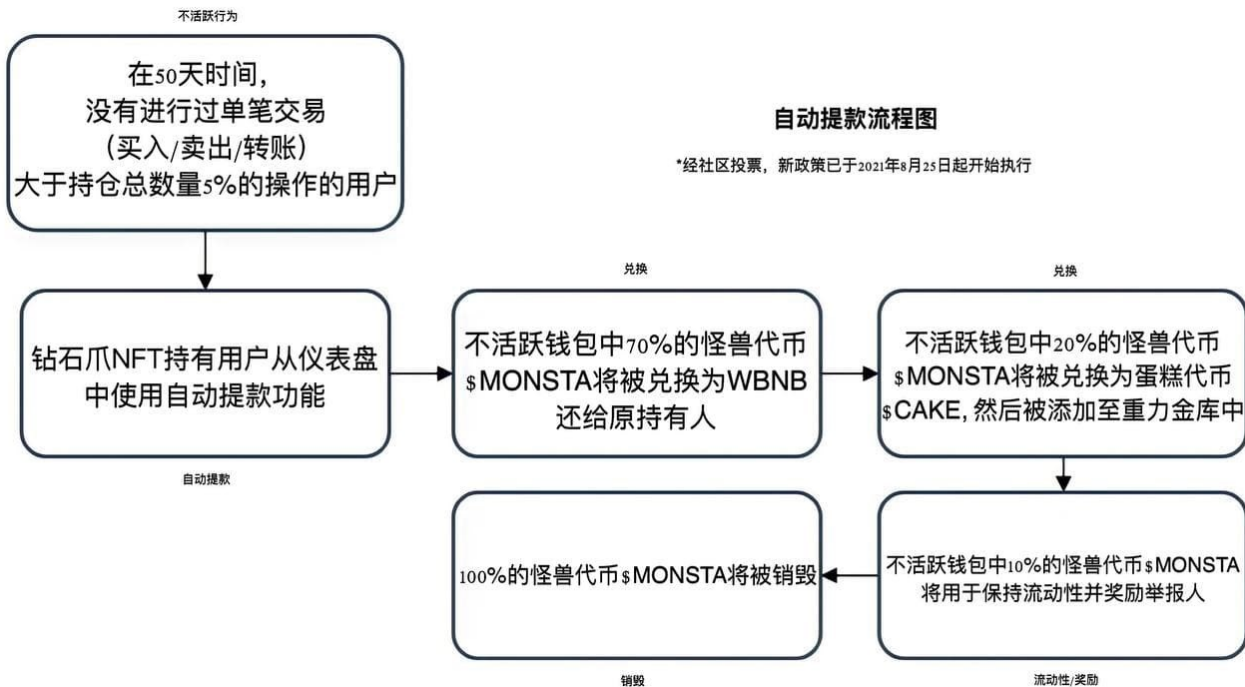 不活跃行为
在50天时间，
没有进行过单笔交易
（买入/卖出/转账）
大于持仓总数量5%的操作的用户
自动提款流程图
*经社区投票，新政策已于2021年8月25日起开始执行
钻石爪NFT持有用户从仪表盘
中使用自动提款功能
自动提款
兑换
不活跃钱包中70%的怪兽代币
$MONSTA将被兑换为WBNB
还给原持有人
兑换
不活跃钱包中20%的怪兽代币
$MONSTA将被兑换为蛋糕代币
$CAKE, 然后被添加至重力金库中
不活跃钱包中10%的怪兽代币$MONSTA
将用于保持流动性并奖励举报人
流动性/奖励
100%的怪兽代币$MONSTA将被销毁
销毁